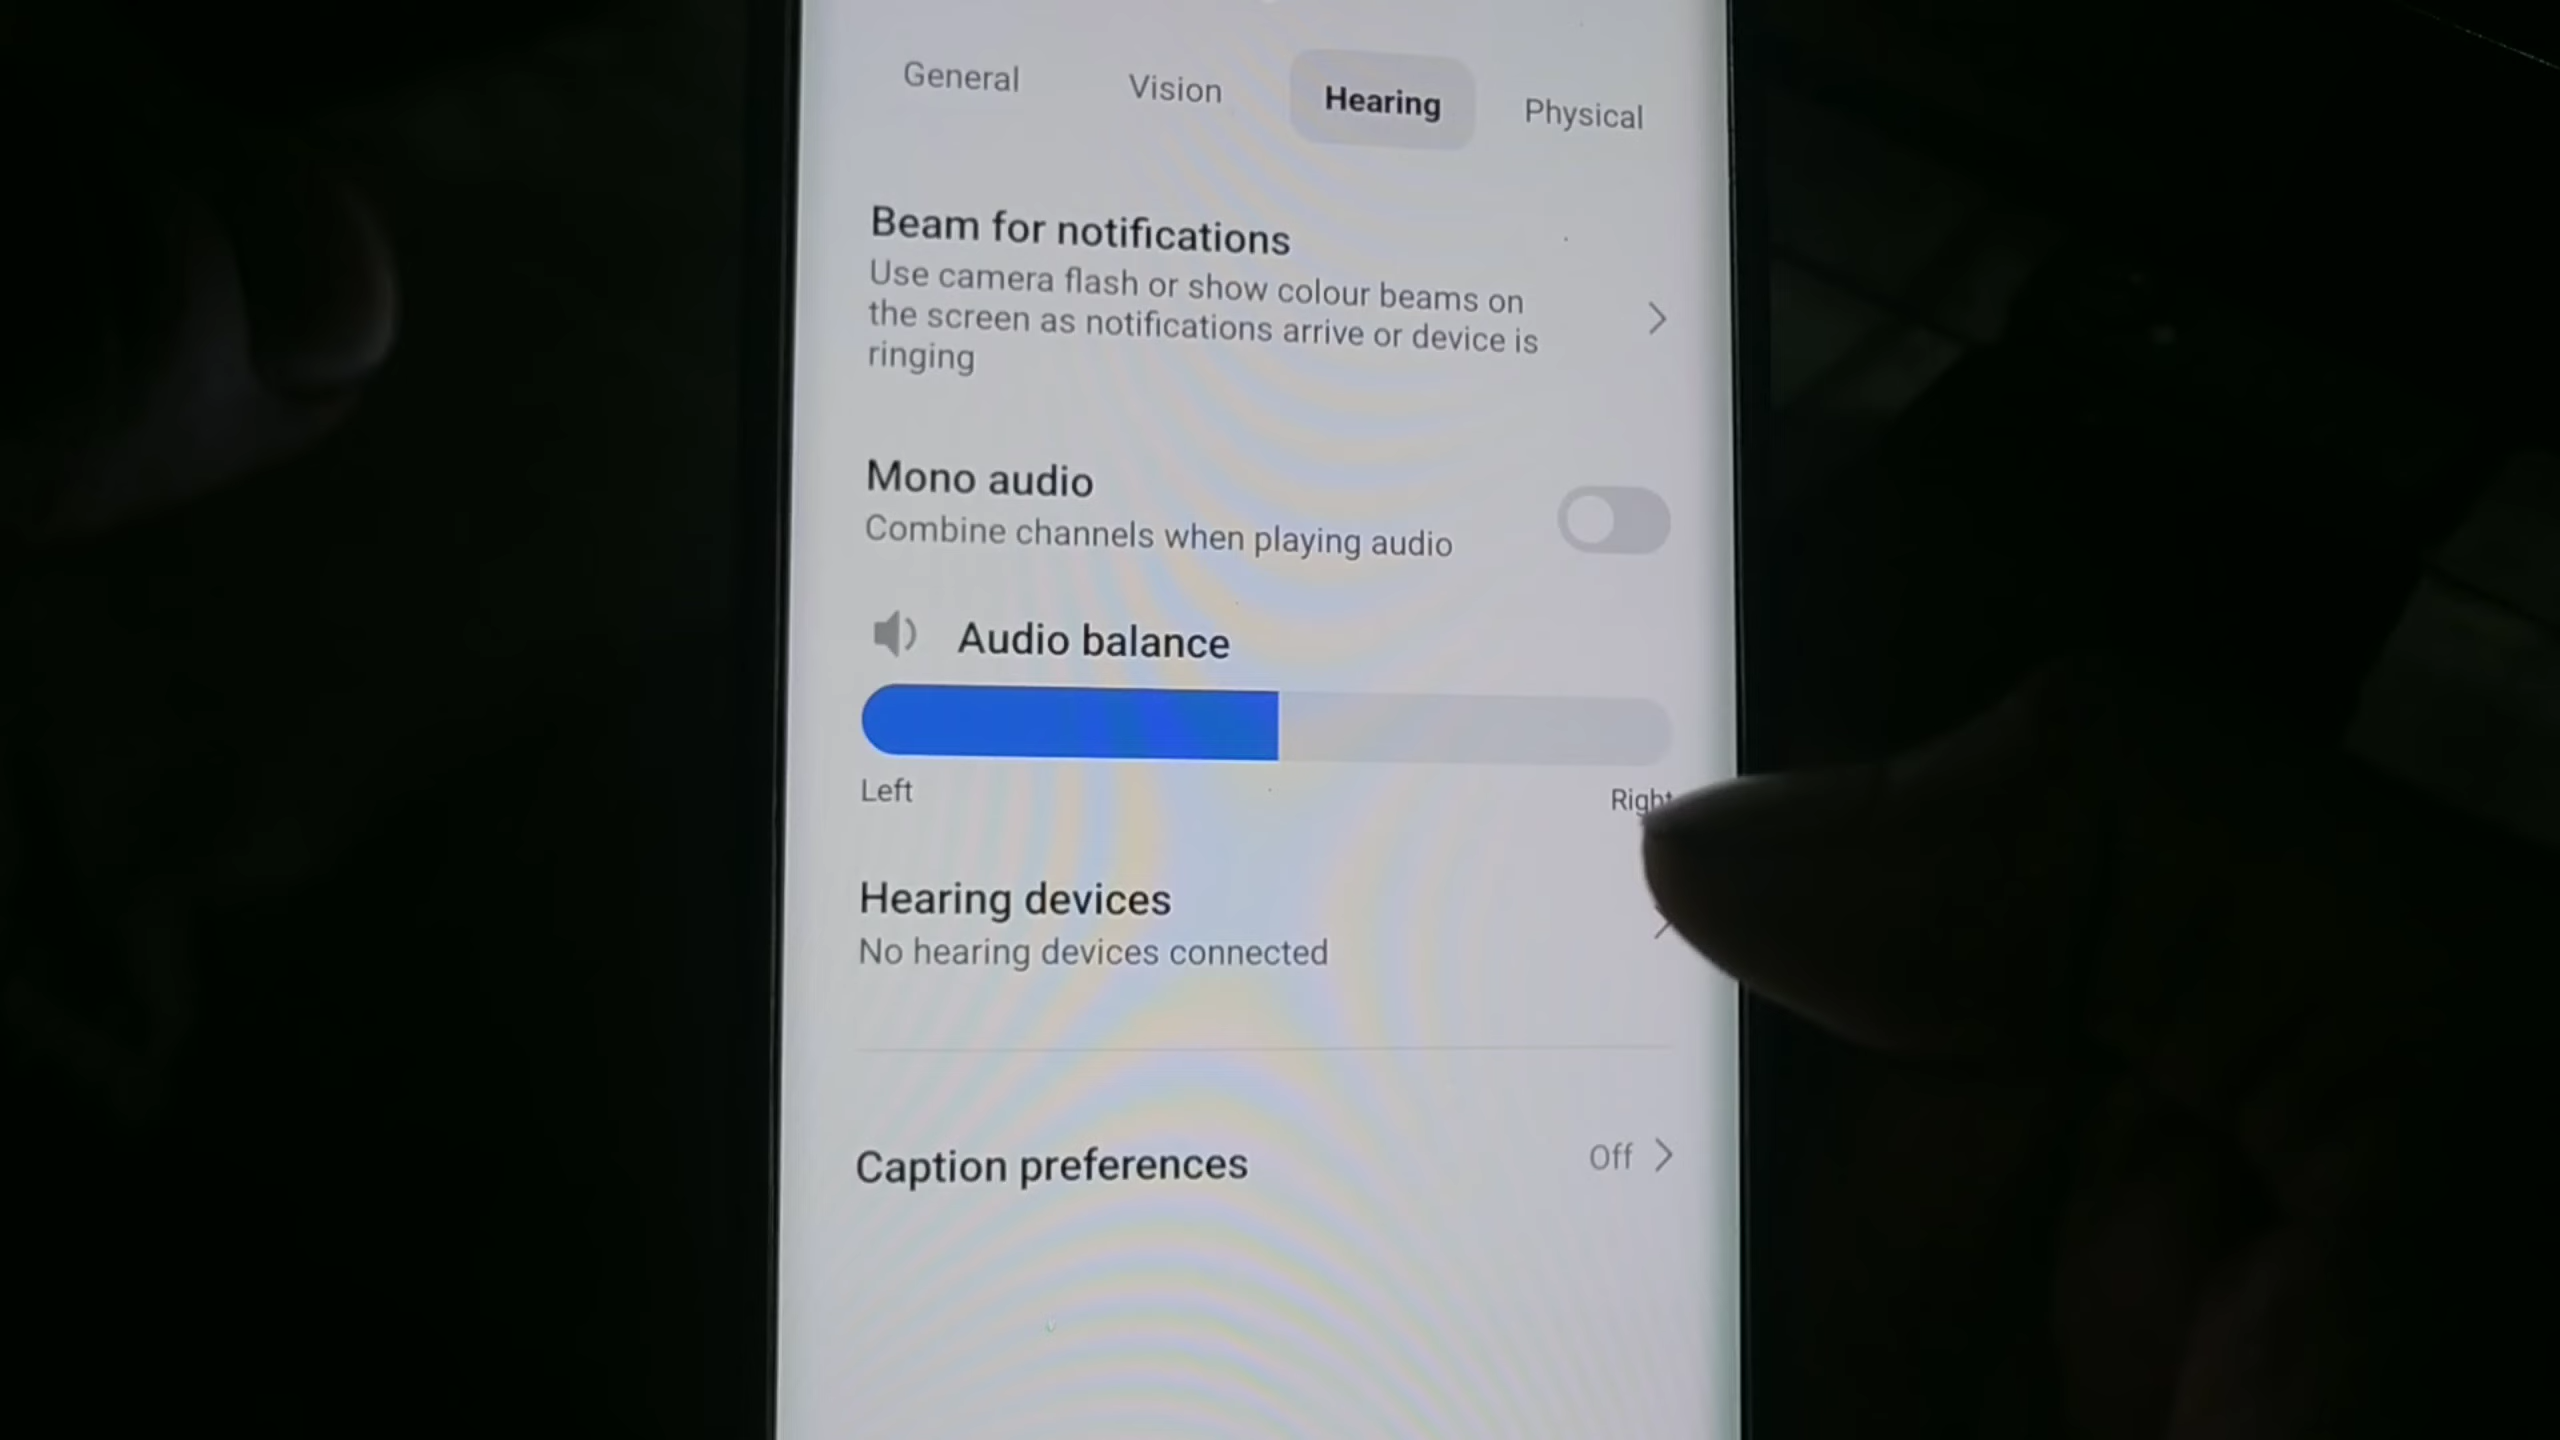 General Vision Hearing Physical
Beam for notifications
Use camera flash or show colour beams on
the screen as notifications arrive or device is
ringing
Mono audio
Combine channels when playing audio
Audio balance
Left Right
Hearing devices
No hearing devices connected
Caption preferences Off